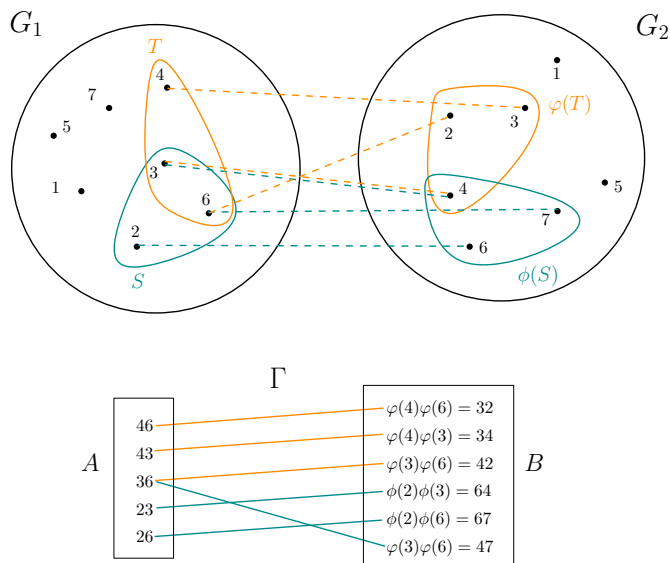 G₁
G₂
T
4
1
7
3
φ(T)
2
5
3
4
5
1
6
7
2
6
S
ϕ(S)
Γ
φ(4)φ(6) = 32
46
φ(4)φ(3) = 34
43
A
φ(3)φ(6) = 42
B
36
ϕ(2)ϕ(3) = 64
23
ϕ(2)ϕ(6) = 67
26
φ(3)φ(6) = 47